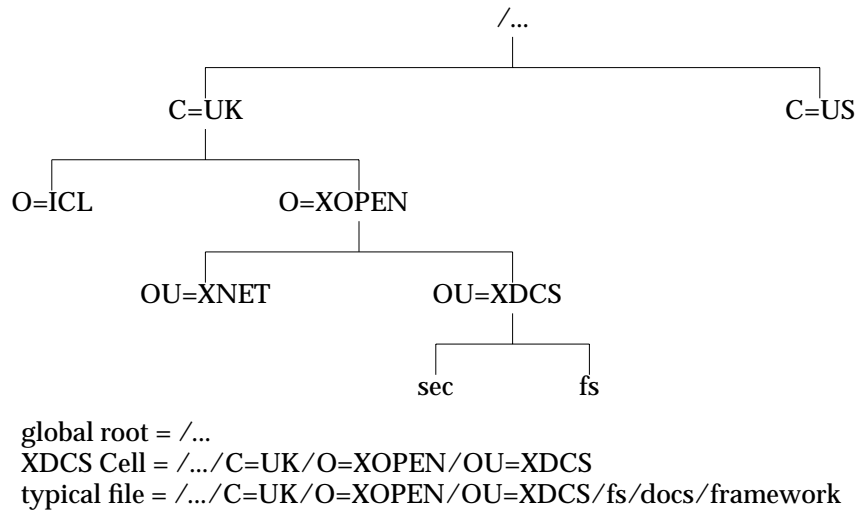 /...
C=UK C=US
O=ICL O=XOPEN
OU=XNET OU=XDCS
sec fs
global root = /...
XDCS Cell = /.../C=UK/O=XOPEN/OU=XDCS
typical file = /.../C=UK/O=XOPEN/OU=XDCS/fs/docs/framework